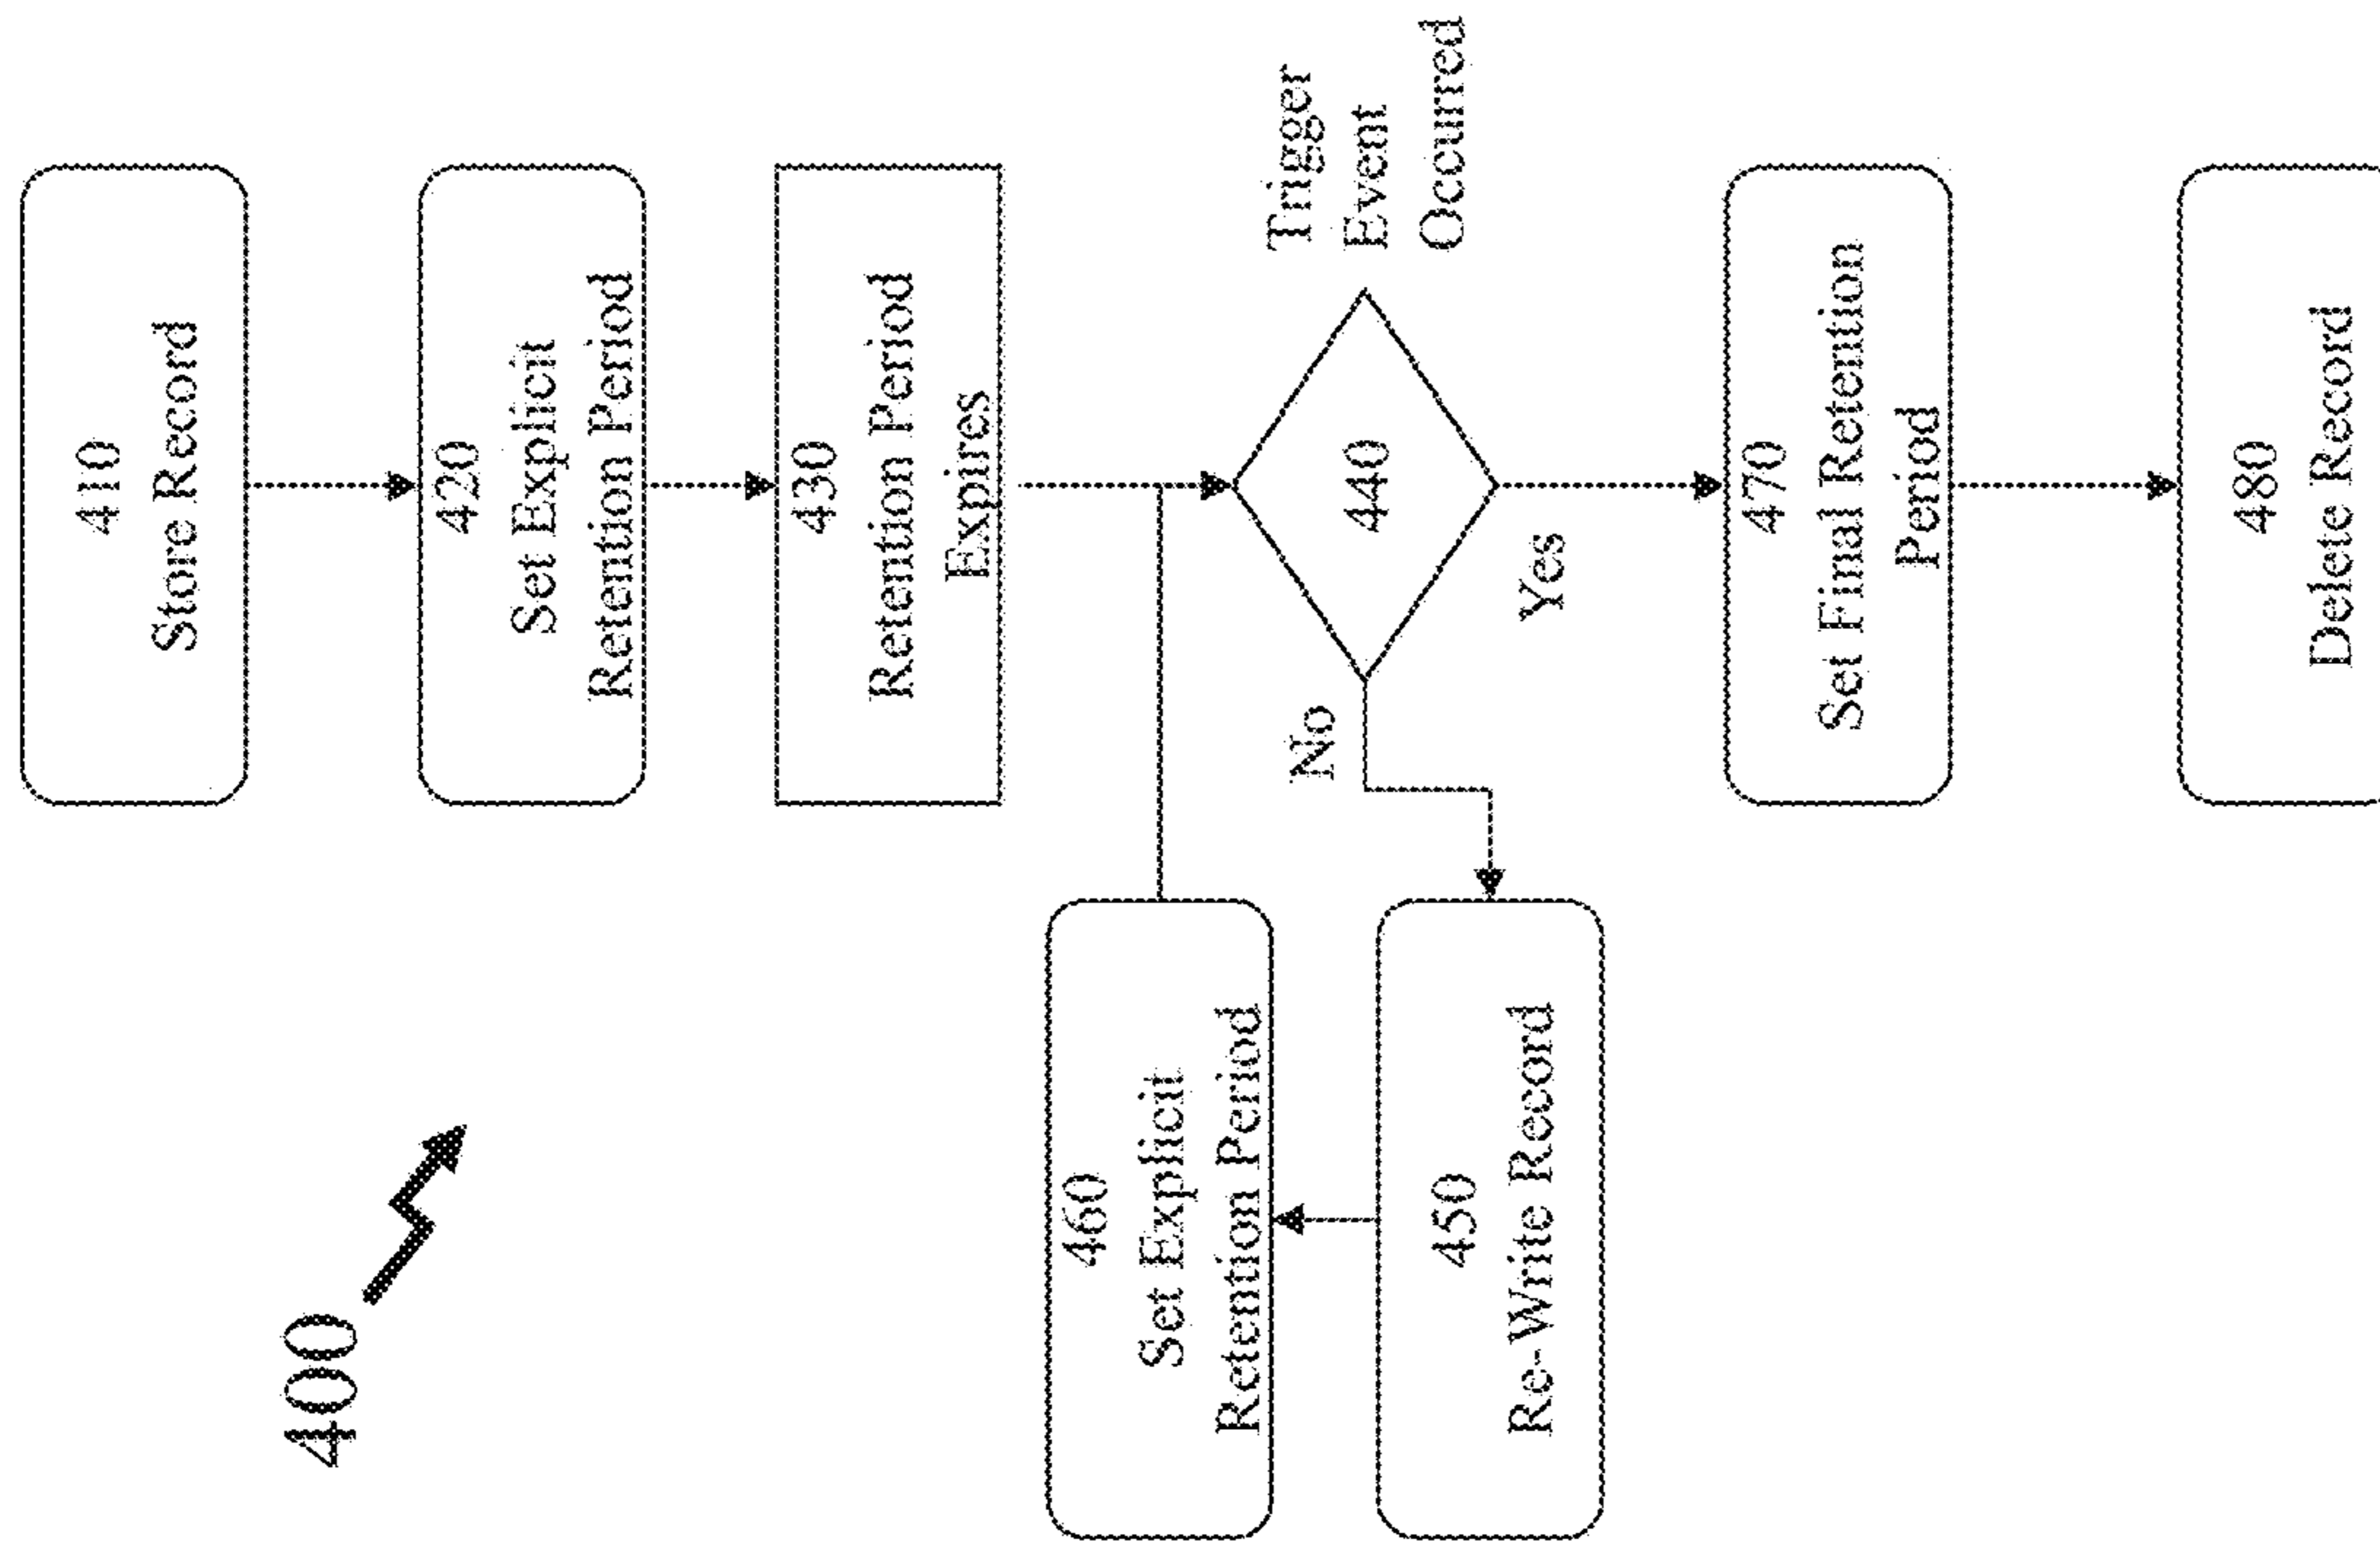 400
410
Store Record
420
Set Explicit
Retention Period
430
Retention Period
Expires
440
Trigger
Event
Occurred
No
Yes
460
Set Explicit
Retention Period
450
Re-Write Record
470
Set Final Retention
Period
480
Delete Record